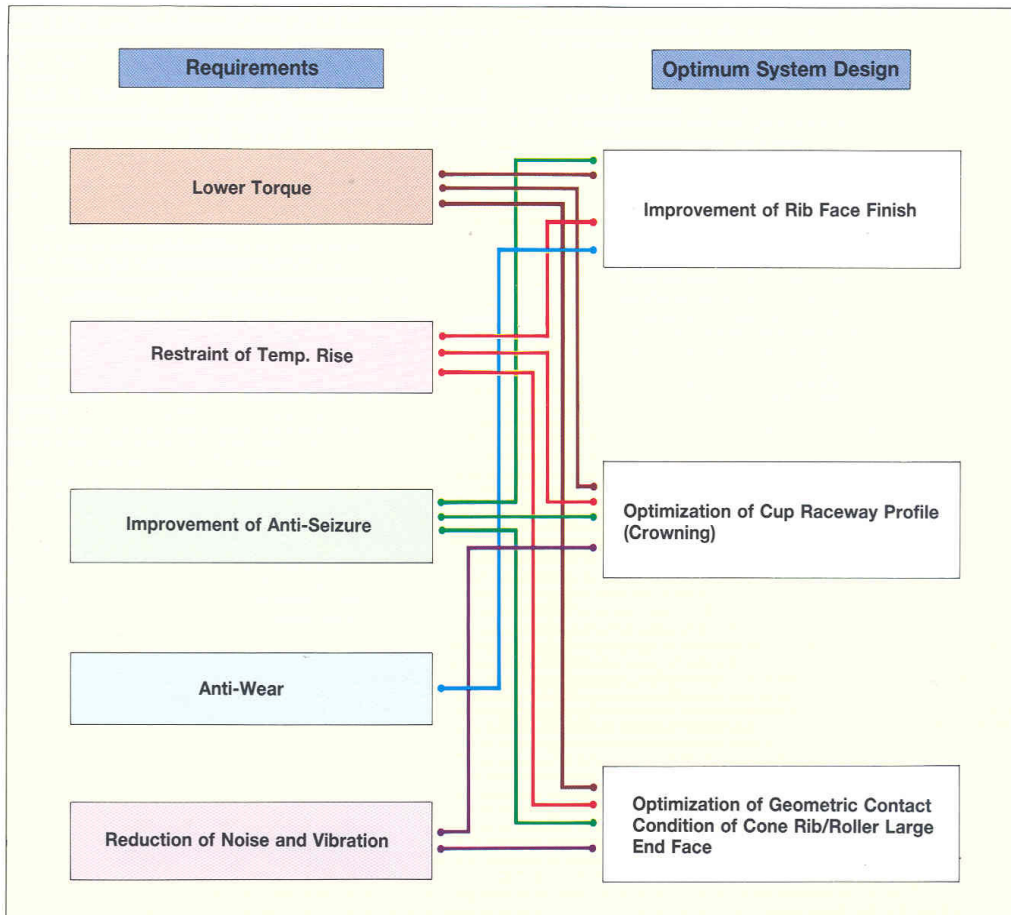 Requirements
Optimum System Design
Lower Torque
Improvement of Rib Face Finish
Restraint of Temp. Rise
Improvement of Anti-Seizure
Optimization of Cup Raceway Profile
(Crowning)
Anti-Wear
Reduction of Noise and Vibration
Optimization of Geometric Contact
Condition of Cone Rib/Roller Large
End Face